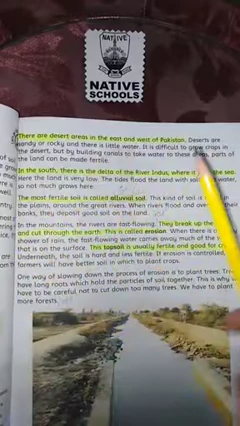 NATIVE
NATIVE
SCHOOLS
There are desert areas in the east and west of Pakistan. Deserts are
sandy or rocky and there is little water. It is difficult to grow crops in
the desert, but by building canals to take water to these areas, parts of
the land can be made fertile.
In the south, there is the delta of the River Indus, where it the sea.
Here the land is very low. The tides flood the land with salt water,
so not much grows here.
The most fertile soil is called alluvial soil. This kind of soil is in
the plains, around the great rivers. When rivers flood and over their
banks, they deposit good soil on the land.
In the mountains, the rivers are fast-flowing. They break up the
and cut through the earth. This is called erosion. When there is a
shower of rain, the fast-flowing water carries away much of the
that is on the surface. This topsoil is usually fertile and good for
Underneath, the soil is hard and less fertile. If erosion is controlled,
farmers will have better soil in which to plant crops.
One way of slowing down the process of erosion is to plant trees.
have long roots which hold the particles of soil together. This is why
have to be careful not to cut down too many trees. We have to plant
more forests.